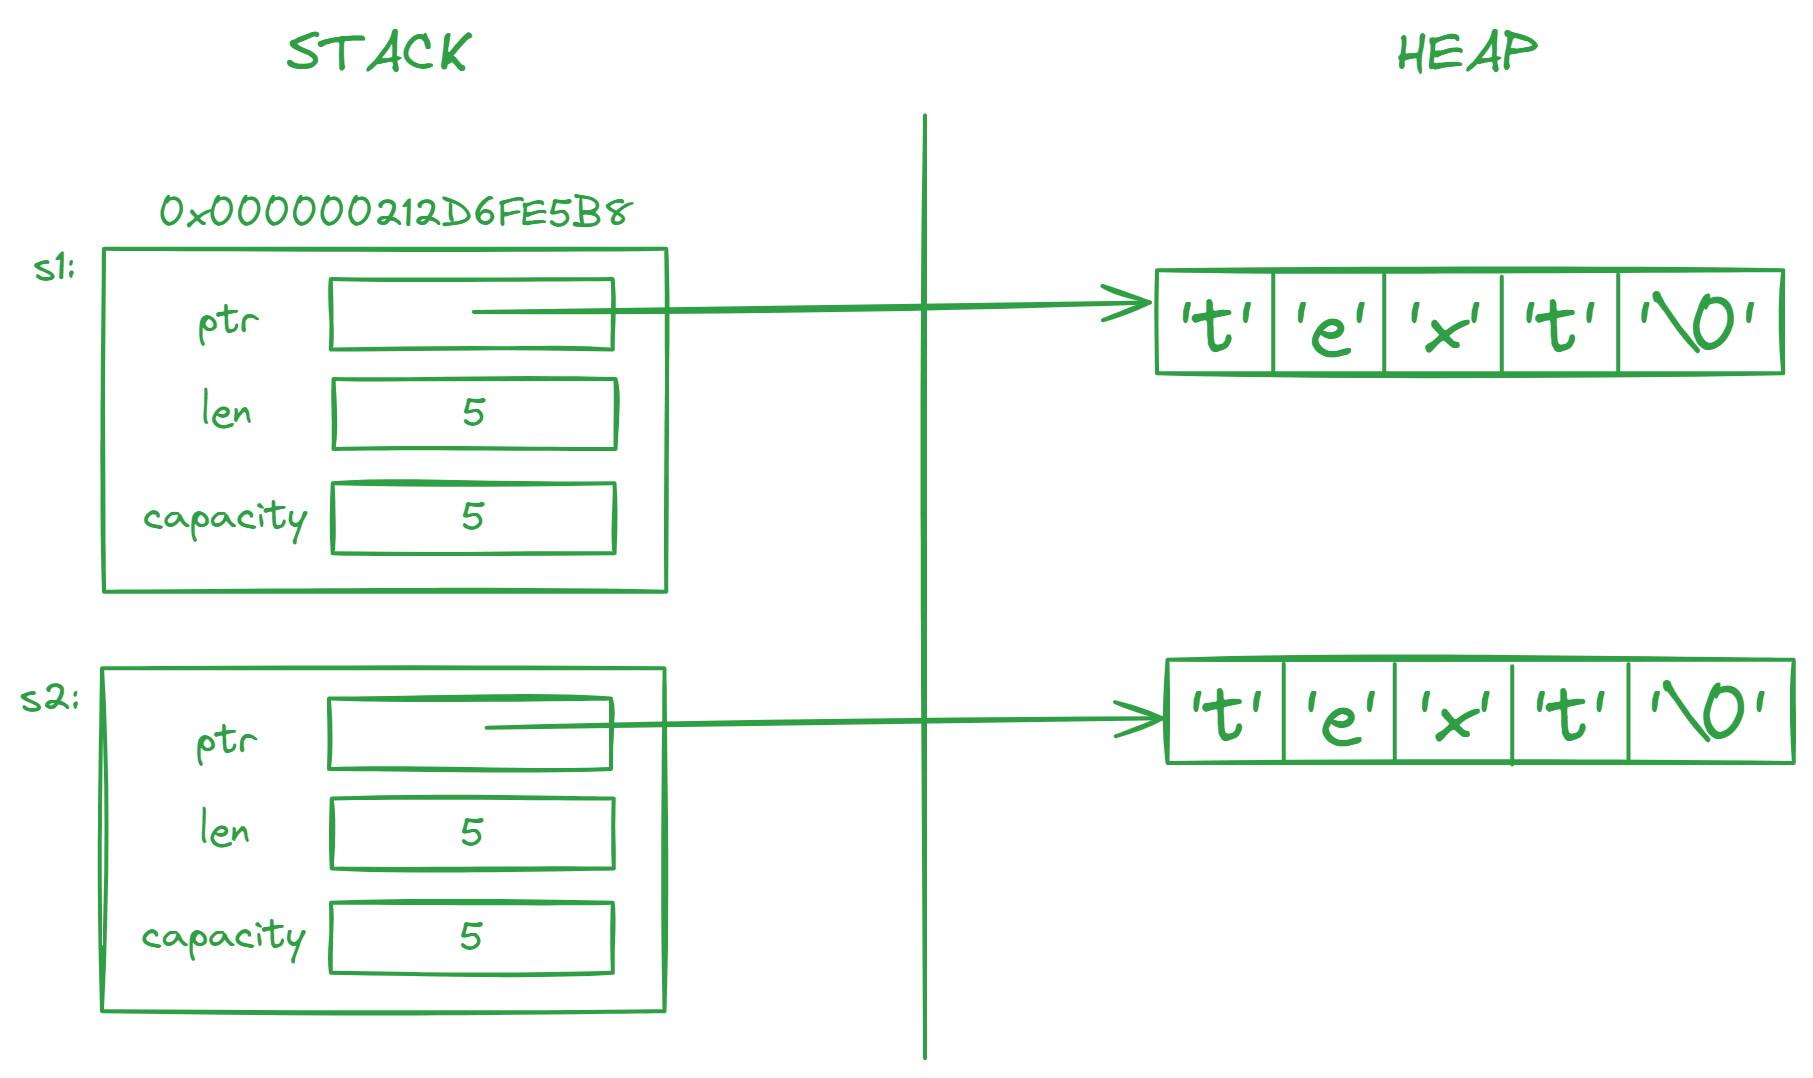 STACK
HEAP
0x000000212D6FE5B8
s1:
ptr
't' 'e' 'x' 't' '\0'
len 5
capacity 5
s2:
ptr
't' 'e' 'x' 't' '\0'
len 5
capacity 5